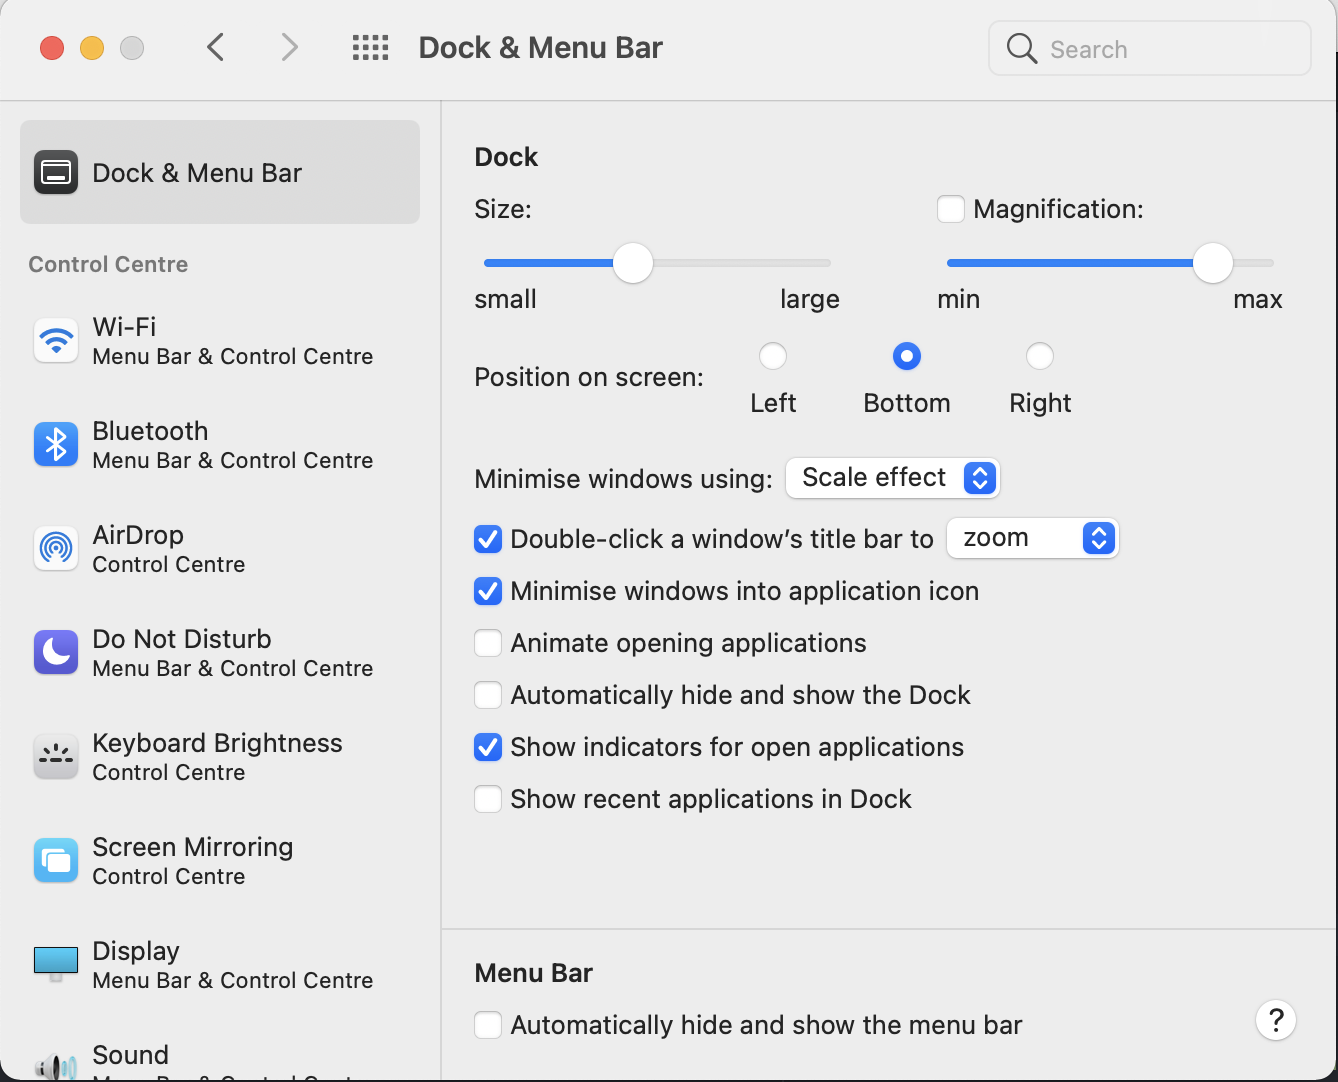 Dock & Menu Bar
Search
Dock & Menu Bar
Control Centre
Wi-Fi
Menu Bar & Control Centre
Bluetooth
Menu Bar & Control Centre
AirDrop
Control Centre
Do Not Disturb
Menu Bar & Control Centre
Keyboard Brightness
Control Centre
Screen Mirroring
Control Centre
Display
Menu Bar & Control Centre
Sound
Menu Bar & Control Centre
Dock
Size:
small large
Magnification:
min max
Position on screen:
Left Bottom Right
Minimise windows using: Scale effect
Double-click a window’s title bar to zoom
Minimise windows into application icon
Animate opening applications
Automatically hide and show the Dock
Show indicators for open applications
Show recent applications in Dock
Menu Bar
Automatically hide and show the menu bar
?